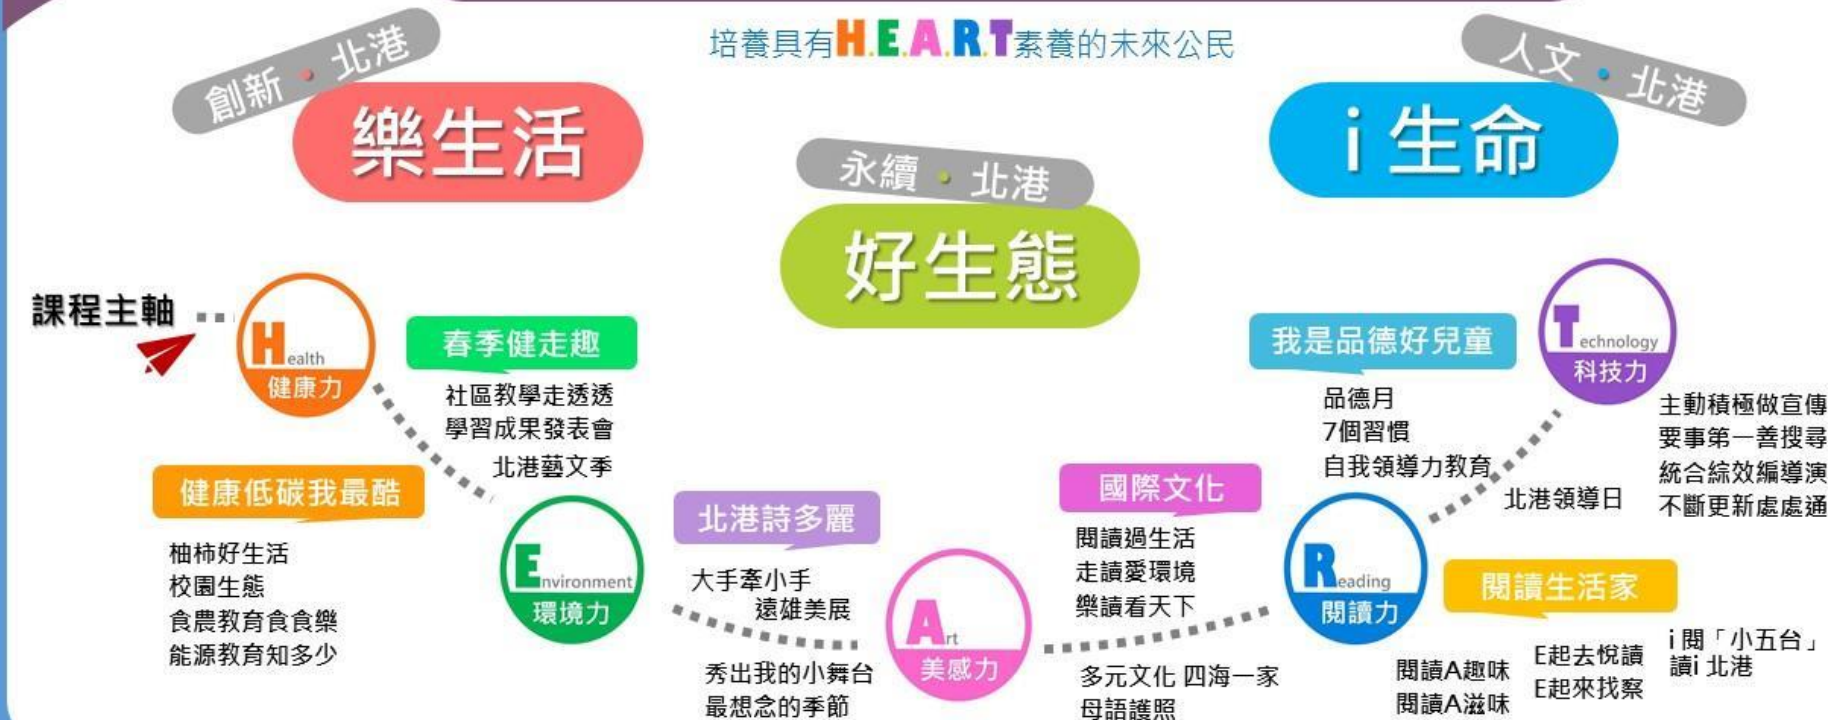 培養具有H.E.A.R.T素養的未來公民
創新•北港
樂生活
永續•北港
好生態
人文•北港
i 生命
課程主軸
Health
健康力
春季健走趣
社區教學走透透
學習成果發表會
北港藝文季
健康低碳我最酷
柚柿好生活
校園生態
食農教育食食樂
能源教育知多少
Environment
環境力
北港詩多麗
大手牽小手
遠雄美展
秀出我的小舞台
最想念的季節
Art
美感力
國際文化
閱讀過生活
走讀愛環境
樂讀看天下
多元文化 四海一家
母語護照
Reading
閱讀力
我是品德好兒童
品德月
7個習慣
自我領導力教育
北港領導日
Technology
科技力
主動積極做宣傳
要事第一善搜尋
統合綜效編導演
不斷更新處處通
閱讀生活家
閱讀A趣味
閱讀A滋味
E起去悅讀
E起來找察
i 閱「小五台」
讀i 北港